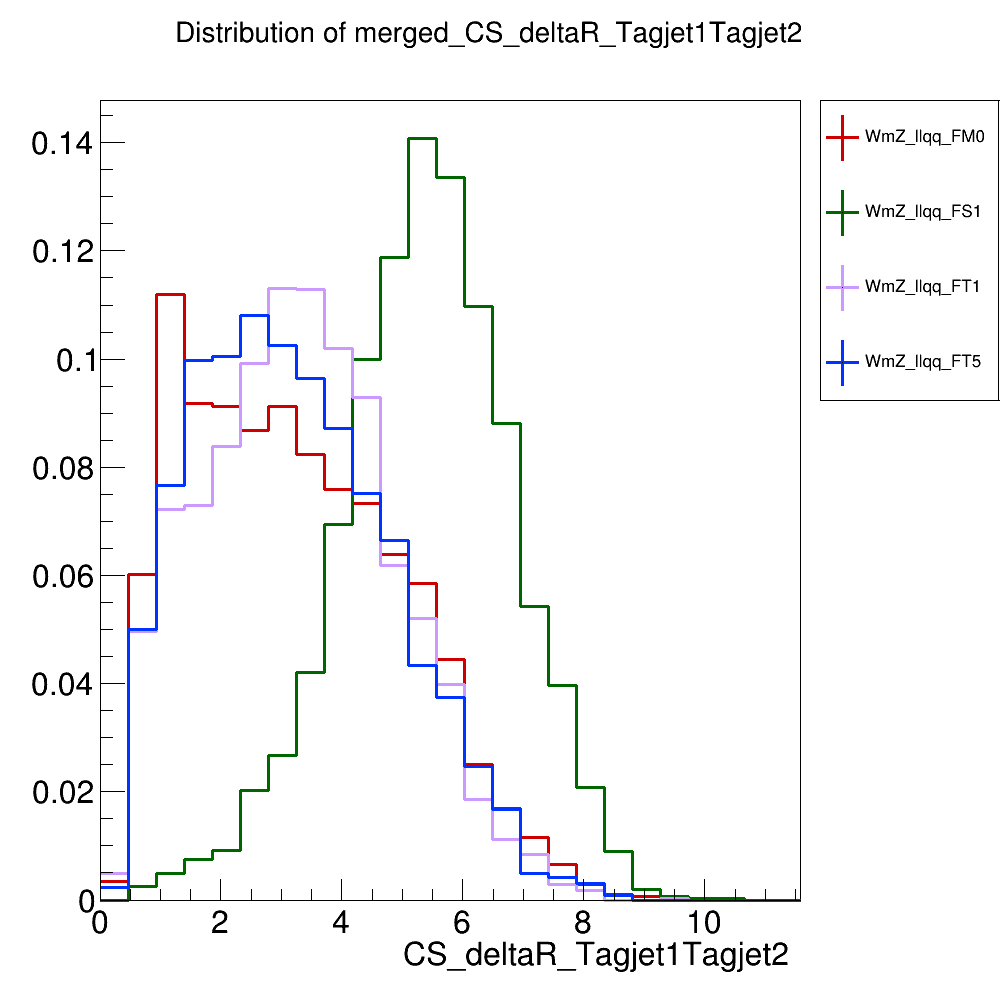 Distribution of merged_CS_deltaR_Tagjet1Tagjet2
WmZ_llqq_FM0
WmZ_llqq_FS1
WmZ_llqq_FT1
WmZ_llqq_FT5
0.14
0.12
0.1
0.08
0.06
0.04
0.02
0
0 2 4 6 8 10
CS_deltaR_Tagjet1Tagjet2